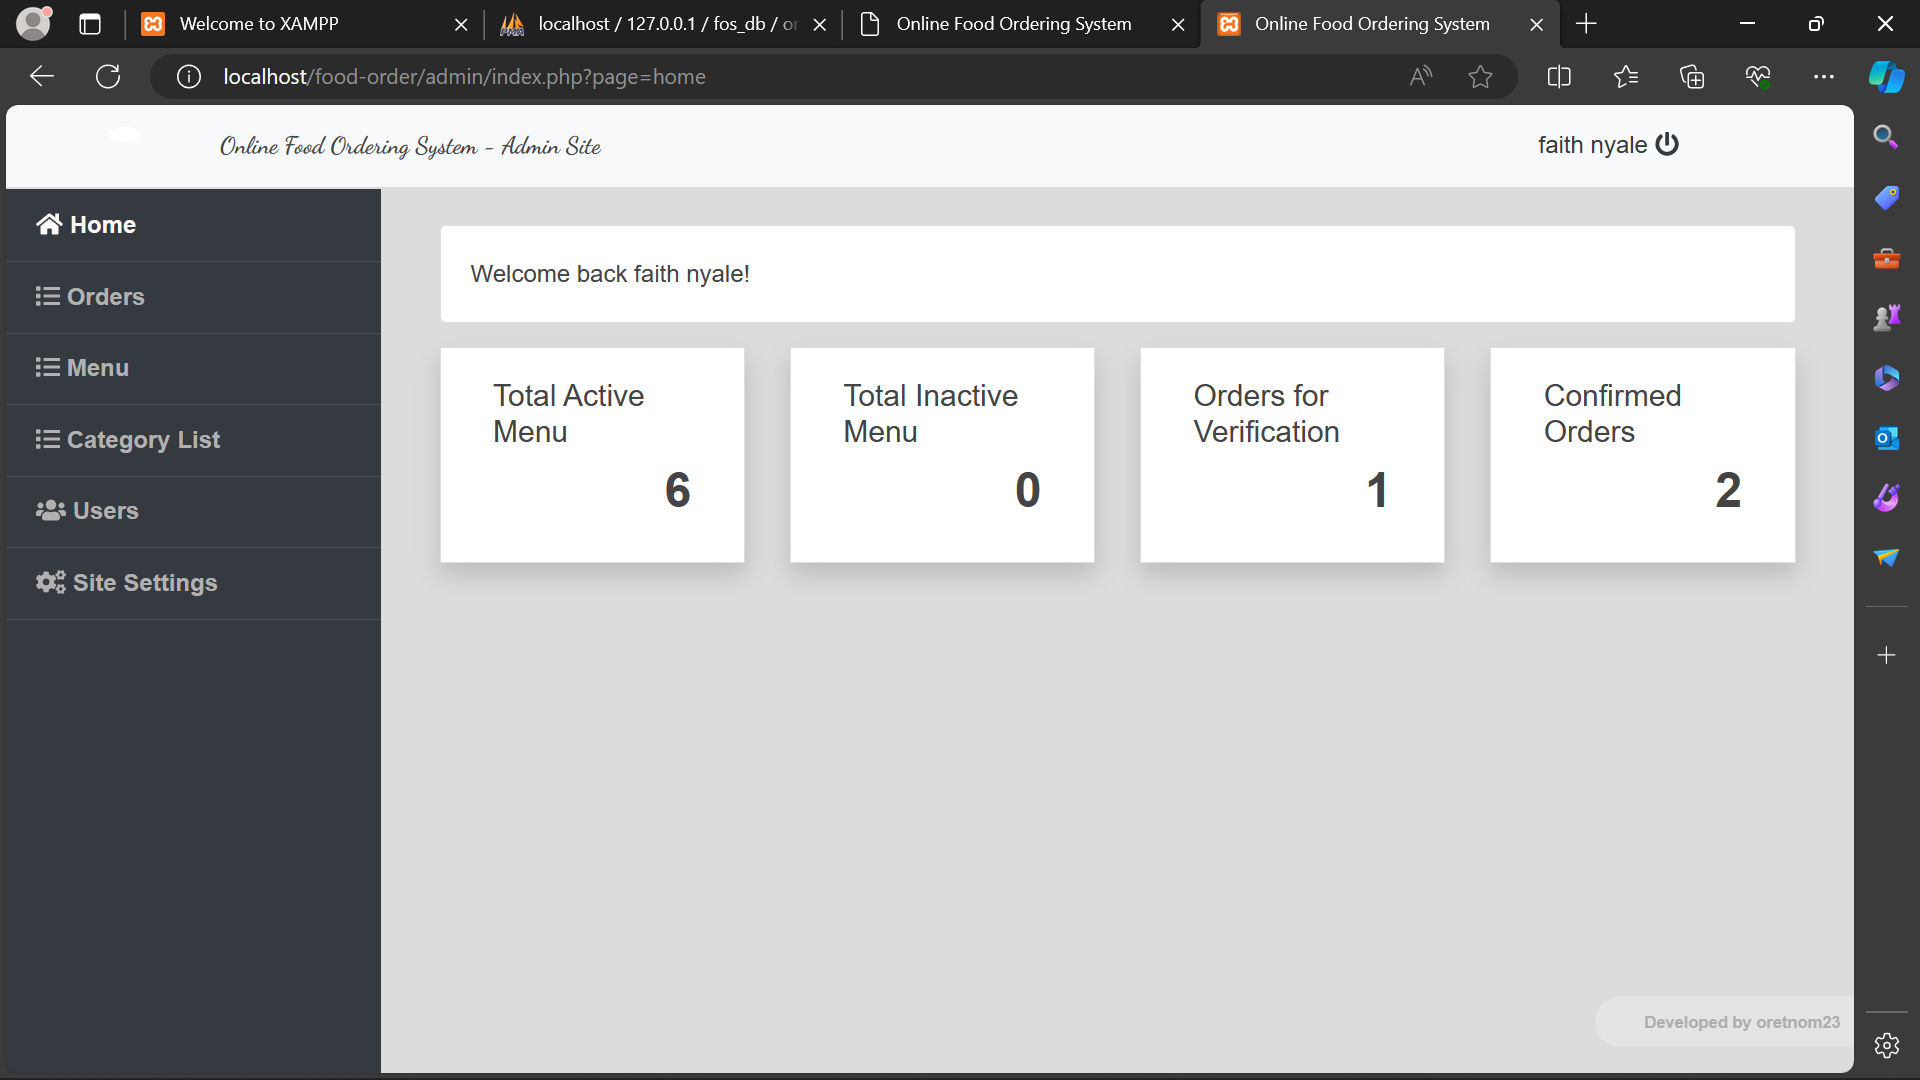 Welcome to XAMPP
localhost / 127.0.0.1 / fos_db / or
Online Food Ordering System
Online Food Ordering System
localhost/food-order/admin/index.php?page=home
Online Food Ordering System - Admin Site
faith nyale
Home
Orders
Menu
Category List
Users
Site Settings
Welcome back faith nyale!
Total Active
Menu
6
Total Inactive
Menu
0
Orders for
Verification
1
Confirmed
Orders
2
Developed by oretnom23